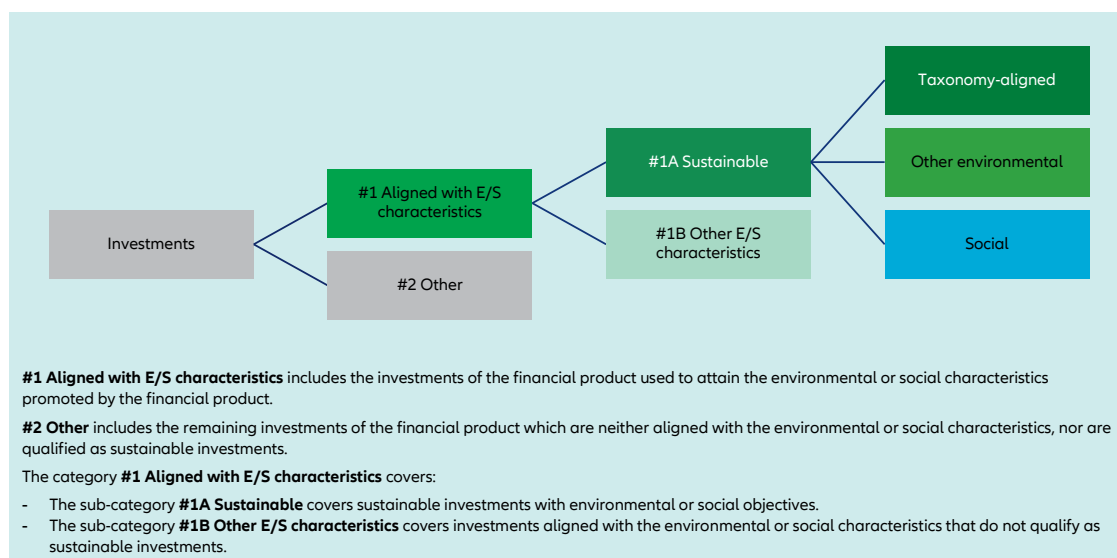 Taxonomy-aligned
#1A Sustainable
Other environmental
#1 Aligned with E/S
characteristics
Investments
#1B Other E/S
characteristics
Social
#2 Other
#1 Aligned with E/S characteristics includes the investments of the financial product used to attain the environmental or social characteristics
promoted by the financial product.
#2 Other includes the remaining investments of the financial product which are neither aligned with the environmental or social characteristics, nor are
qualified as sustainable investments.
The category #1 Aligned with E/S characteristics covers:
- The sub-category #1A Sustainable covers sustainable investments with environmental or social objectives.
- The sub-category #1B Other E/S characteristics covers investments aligned with the environmental or social characteristics that do not qualify as
sustainable investments.